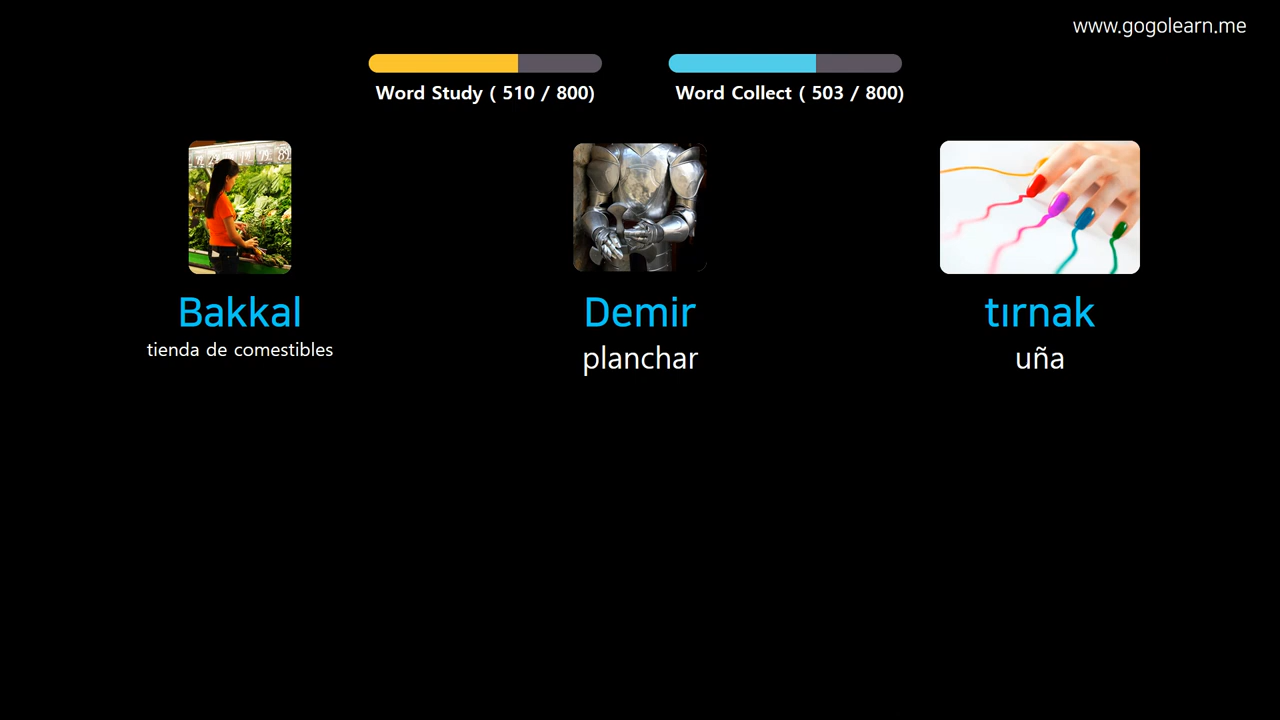 www.gogolearn.me
Word Study ( 510 / 800)
Word Collect ( 503 / 800)
Bakkal
tienda de comestibles
Demir
planchar
tırnak
uña